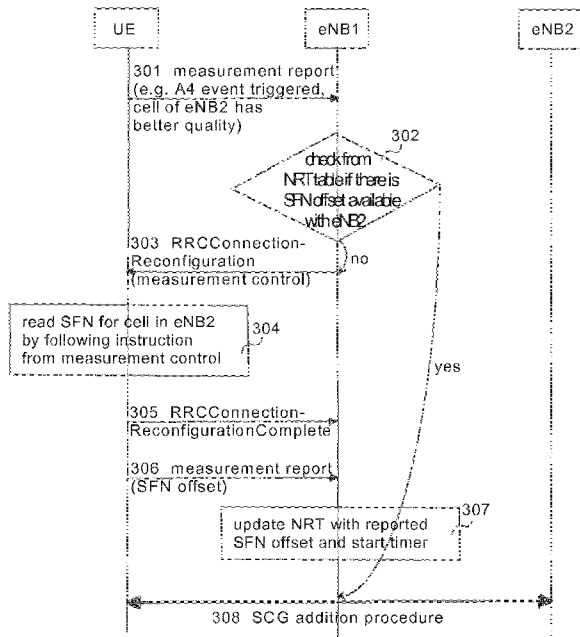 UE
eNB1
eNB2
301 measurement report
(e.g. A4 event triggered,
cell of eNB2 has
better quality)
302
check from
NRT table if there is
SFN offset available
with eNB2
303 RRCConnection-
Reconfiguration
(measurement control)
no
read SFN for cell in eNB2
by following instruction
from measurement control
304
yes
305 RRCConnection-
ReconfigurationComplete
306 measurement report
(SFN offset)
307
update NRT with reported
SFN offset and start timer
308 SCG addition procedure